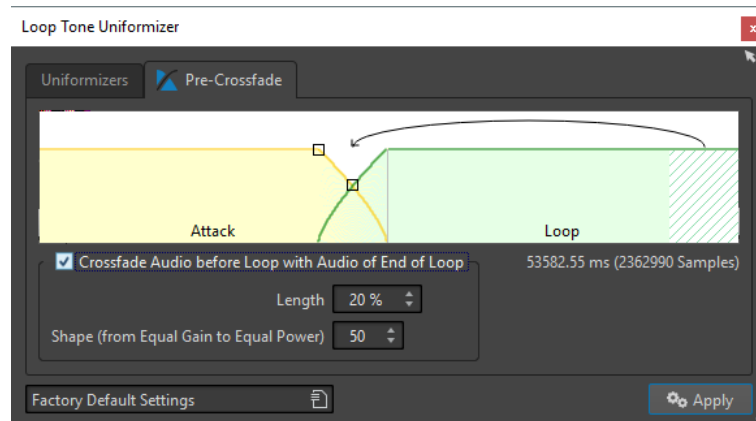 Loop Tone Uniformizer
x
Uniformizers Pre-Crossfade
Attack Loop
Crossfade Audio before Loop with Audio of End of Loop 53582.55 ms (2362990 Samples)
Length 20 %
Shape (from Equal Gain to Equal Power) 50
Factory Default Settings Apply